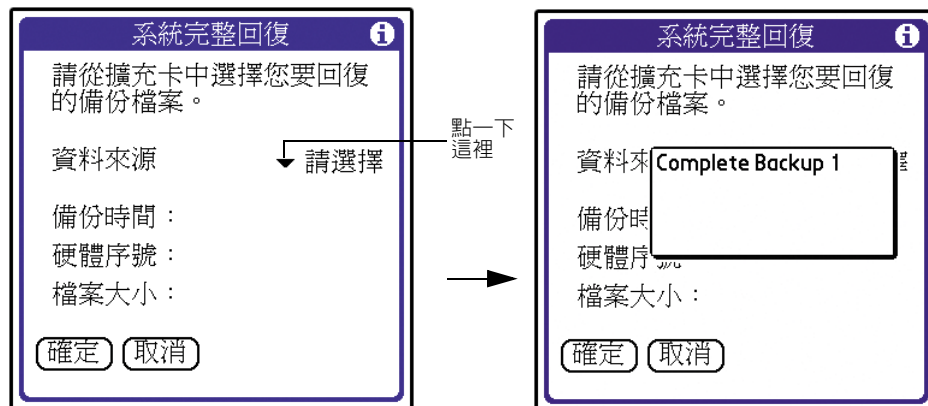 系統完整回復
請從擴充卡中選擇您要回復
的備份檔案。
資料來源 請選擇
備份時間：
硬體序號：
檔案大小：
確定 取消
點一下
這裡
系統完整回復
請從擴充卡中選擇您要回復
的備份檔案。
資料來 Complete Backup 1
備份時
硬體序
檔案大小：
確定 取消